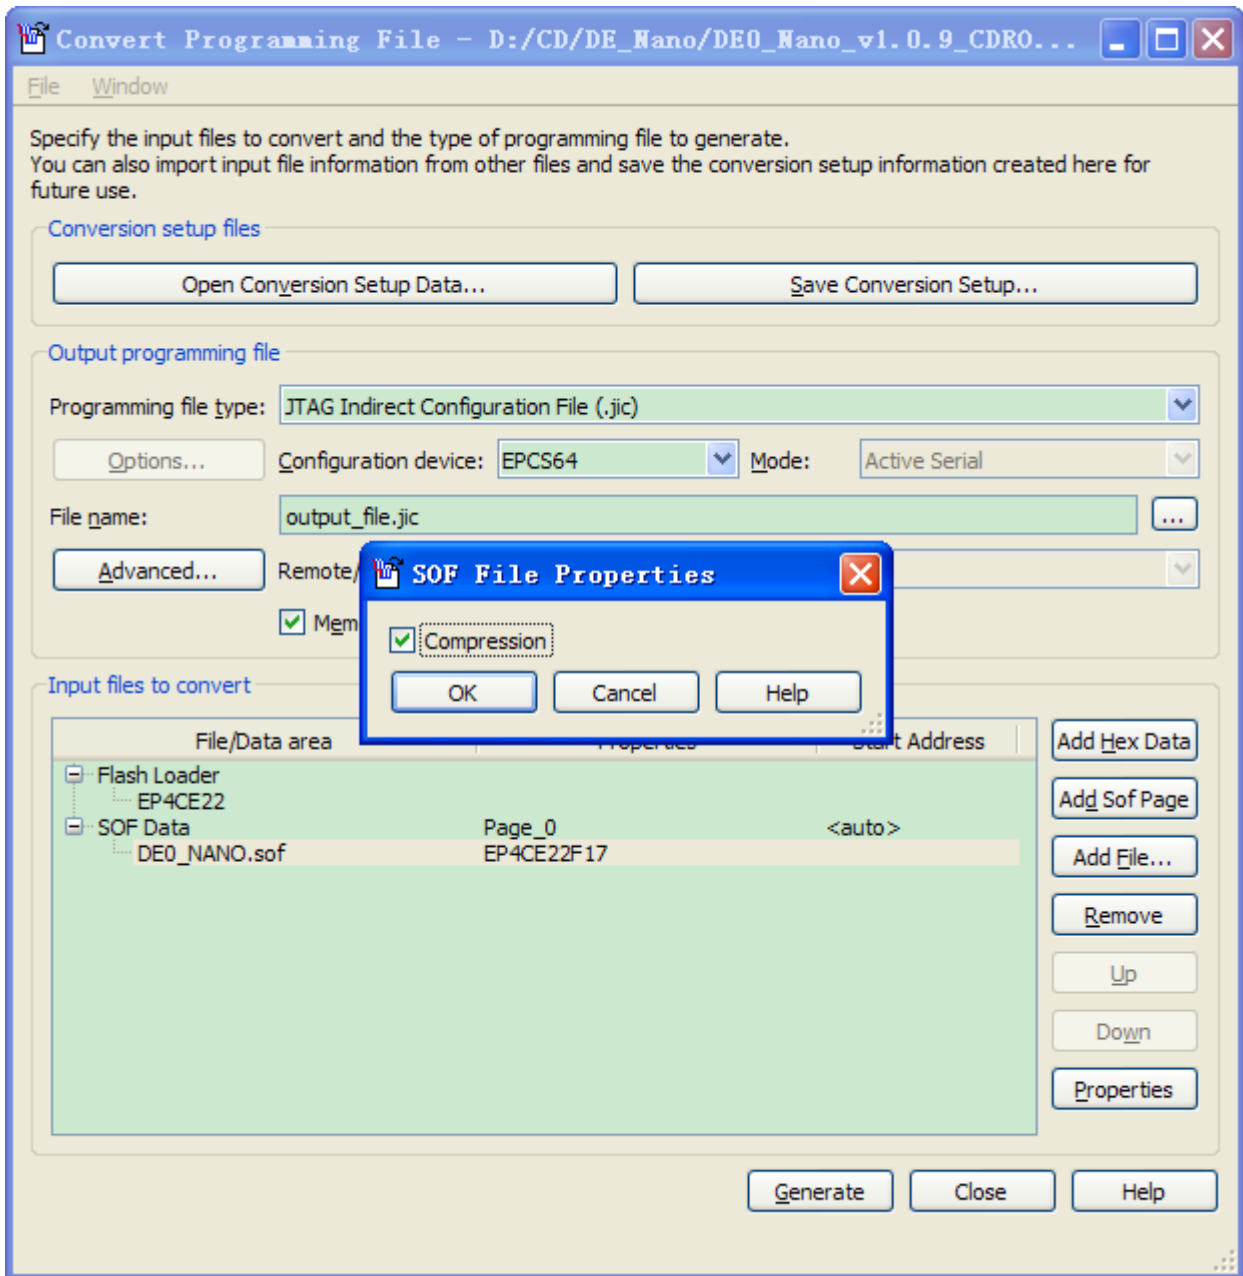 Convert Programming File - D:/CD/DE_Nano/DE0_Nano_v1.0.9_CDRO...
File Window
Specify the input files to convert and the type of programming file to generate.
You can also import input file information from other files and save the conversion setup information created here for
future use.
Conversion setup files
Open Conversion Setup Data... Save Conversion Setup...
Output programming file
Programming file type: JTAG Indirect Configuration File (.jic)
Options... Configuration device: EPCS64 Mode: Active Serial
File name: output_file.jic ...
Advanced... Remote/
Mem
SOF File Properties
Compression
OK Cancel Help
Input files to convert
File/Data area Properties Start Address
Flash Loader
EP4CE22
SOF Data Page_0 <auto>
DE0_NANO.sof EP4CE22F17
Add Hex Data
Add Sof Page
Add File...
Remove
Up
Down
Properties
Generate Close Help